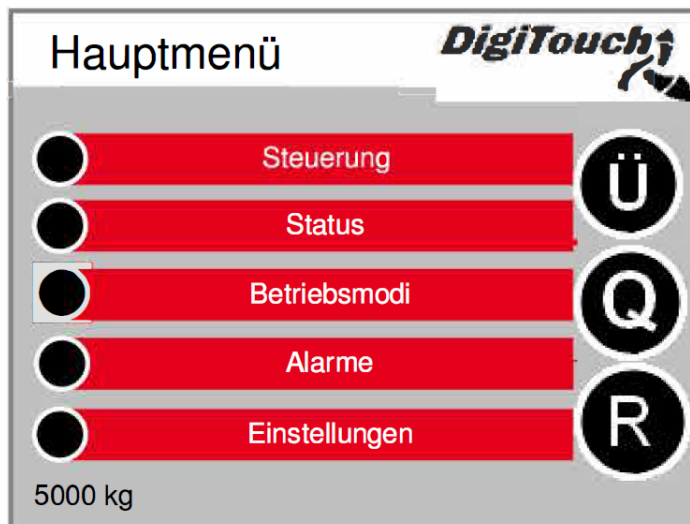 Hauptmenü
DigiTouch
Steuerung
Ü
Status
Betriebsmodi
Q
Alarme
R
Einstellungen
5000 kg